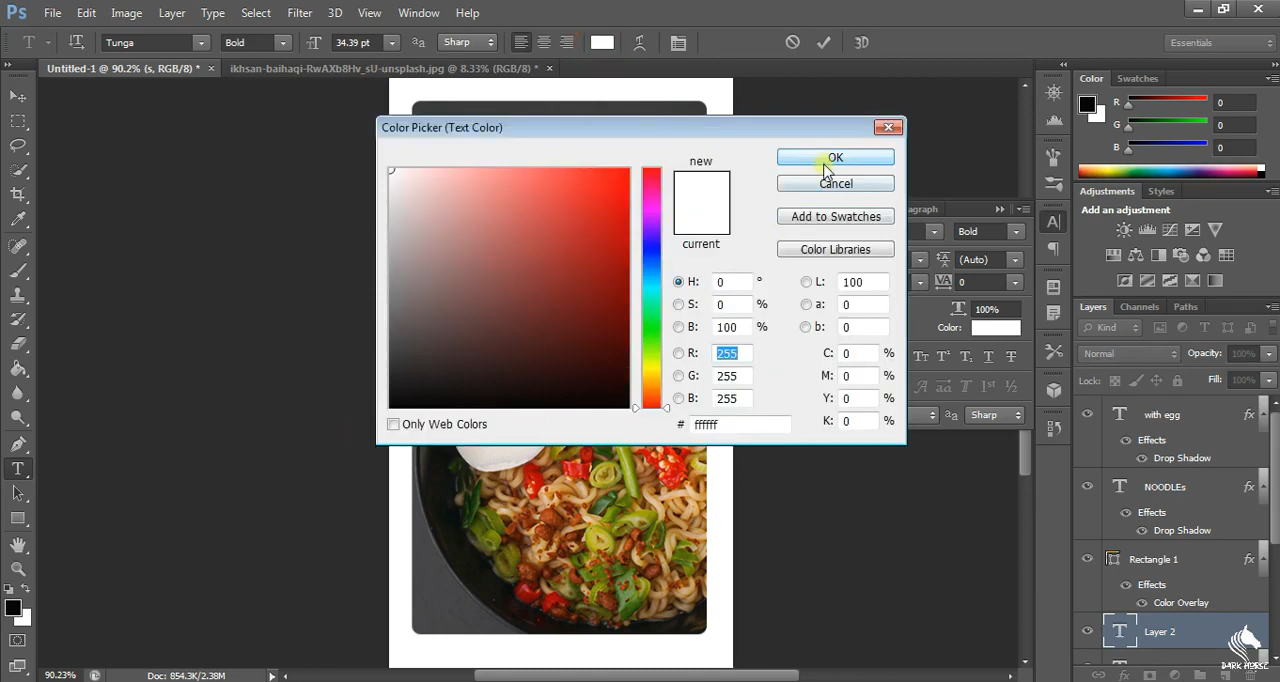 Ps File Edit Image Layer Type Select Filter 3D View Window Help
T Tunga Bold 34.39 pt Sharp 3D Essentials
Untitled-1 @ 90.2% (s, RGB/8) * × ikhsan-baihaqi-RwAXb8Hv_sU-unsplash.jpg @ 8.33% (RGB/8) * ×
Color Swatches
R 0
G 0
B 0
Color Picker (Text Color)
new
current
OK
Cancel
Add to Swatches
Color Libraries
H: 0 ° L: 100
S: 0 % a: 0
B: 100 % b: 0
R: 255 C: 0 %
G: 255 M: 0 %
B: 255 Y: 0 %
# ffffff K: 0 %
Only Web Colors
Adjustments Styles
Add an adjustment
Bold
(Auto)
0
100%
Color:
Sharp
Layers Channels Paths
Kind
Normal Opacity: 100%
Lock: Fill: 100%
with egg fx
Effects
Drop Shadow
NOODLEs fx
Effects
Drop Shadow
Rectangle 1 fx
Effects
Color Overlay
Layer 2
DARK HORSE
90.23% Doc: 854.3K/2.38M